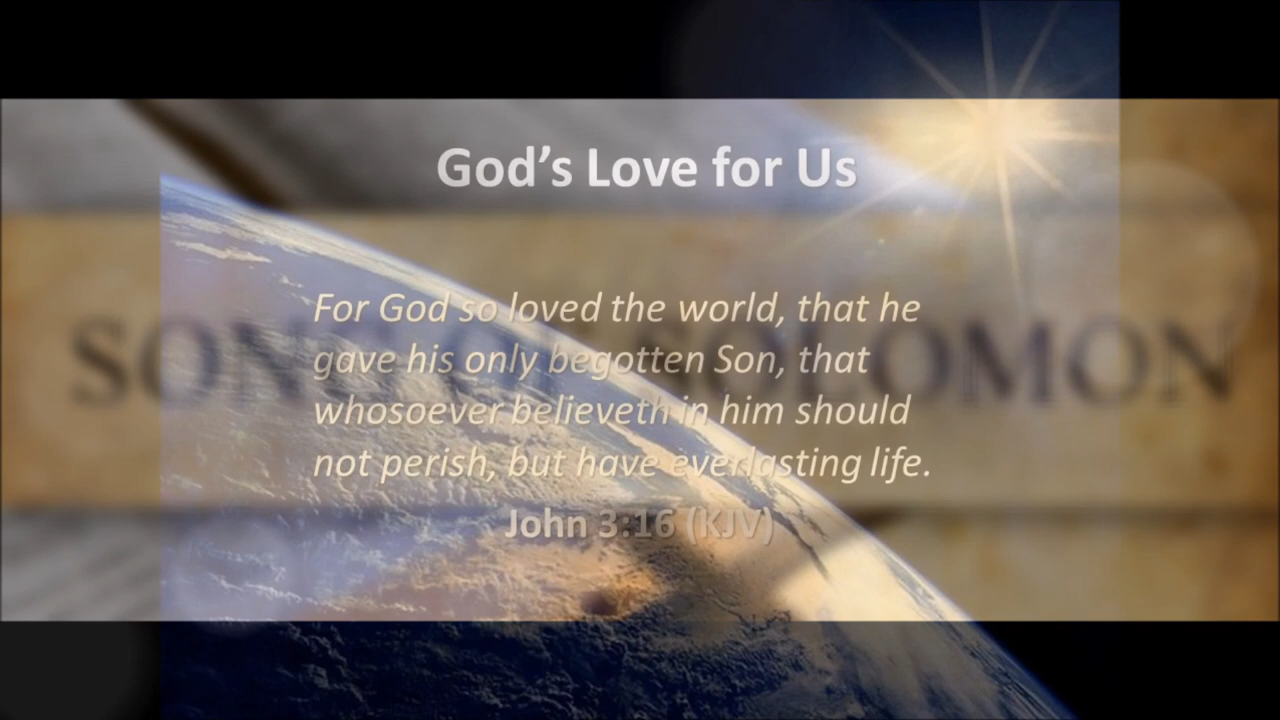 God's Love for Us
For God so loved the world, that he
gave his only begotten Son, that
whosoever believeth in him should
not perish, but have everlasting life.
John 3:16 (KJV)
SONG OF SOLOMON